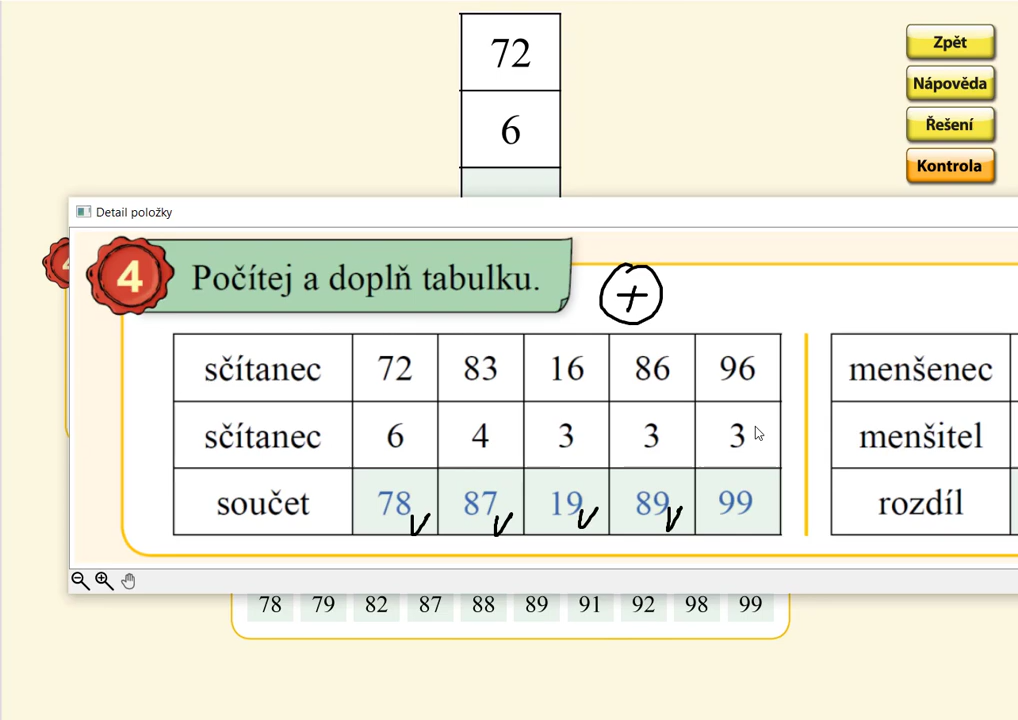 72
6
Zpět
Nápověda
Řešení
Kontrola
Detail položky
4
4 Počítej a doplň tabulku. +
sčítanec 72 83 16 86 96 menšenec
sčítanec 6 4 3 3 3 menšitel
součet 78 87 19 89 99 rozdíl
78 79 82 87 88 89 91 92 98 99